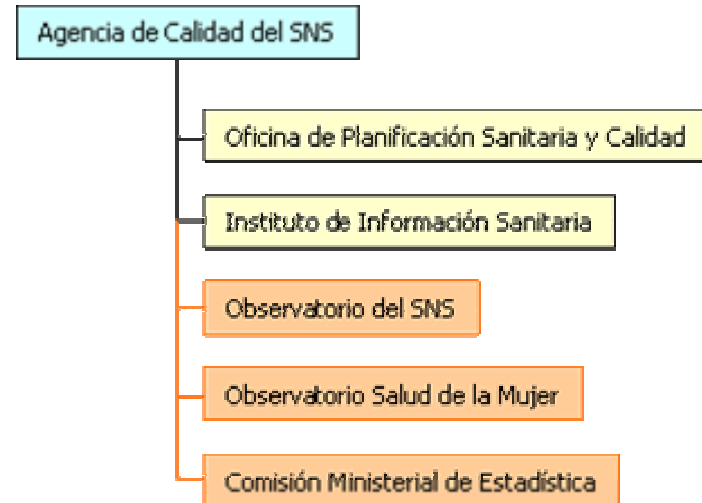 Agencia de Calidad del SNS
Oficina de Planificación Sanitaria y Calidad
Instituto de Información Sanitaria
Observatorio del SNS
Observatorio Salud de la Mujer
Comisión Ministerial de Estadística